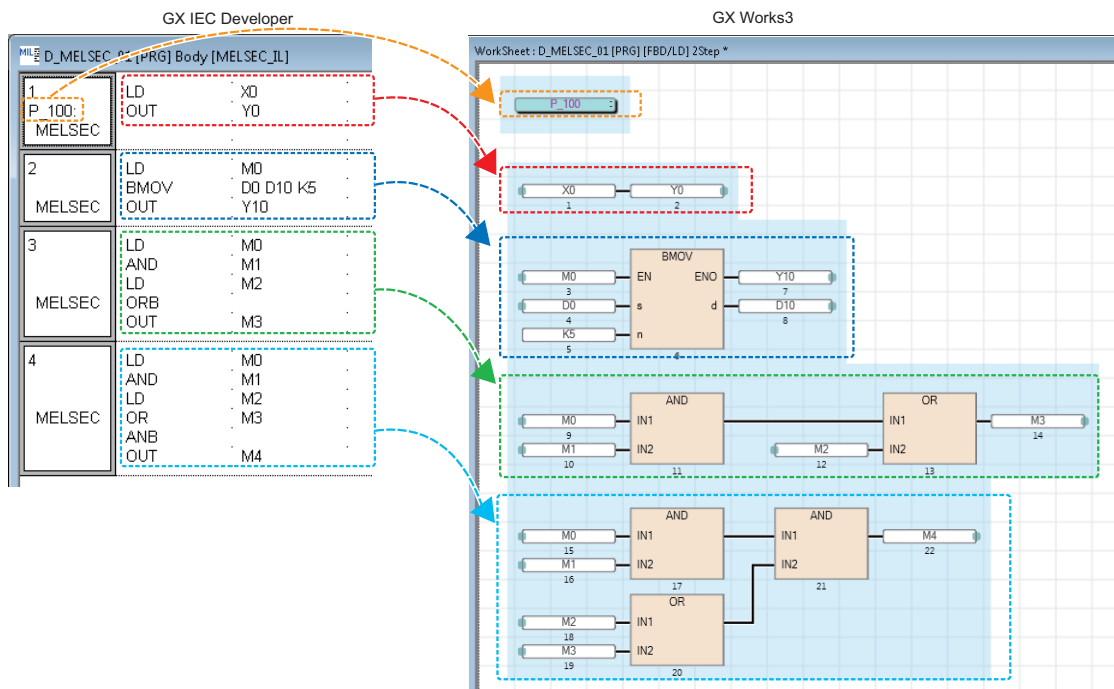 GX IEC Developer
GX Works3
MELSEC_IL D_MELSEC_01 [PRG] Body [MELSEC_IL]
1
P_100:
MELSEC
LD X0
OUT Y0
2
MELSEC
LD M0
BMOV D0 D10 K5
OUT Y10
3
MELSEC
LD M0
AND M1
LD M2
ORB
OUT M3
4
MELSEC
LD M0
AND M1
LD M2
OR M3
ANB
OUT M4
WorkSheet : D_MELSEC_01 [PRG] [FBD/LD] 2Step *
P_100 :
X0 Y0
1 2
BMOV
M0 EN ENO Y10
3 7
D0 s d D10
4 8
K5 n
5 6
AND OR
M0 IN1 IN1 M3
9 14
M1 IN2 M2 IN2
10 11 12 13
AND AND
M0 IN1 IN1 M4
15 22
M1 IN2 IN2
16 17 21
OR
M2 IN1
18
M3 IN2
19 20